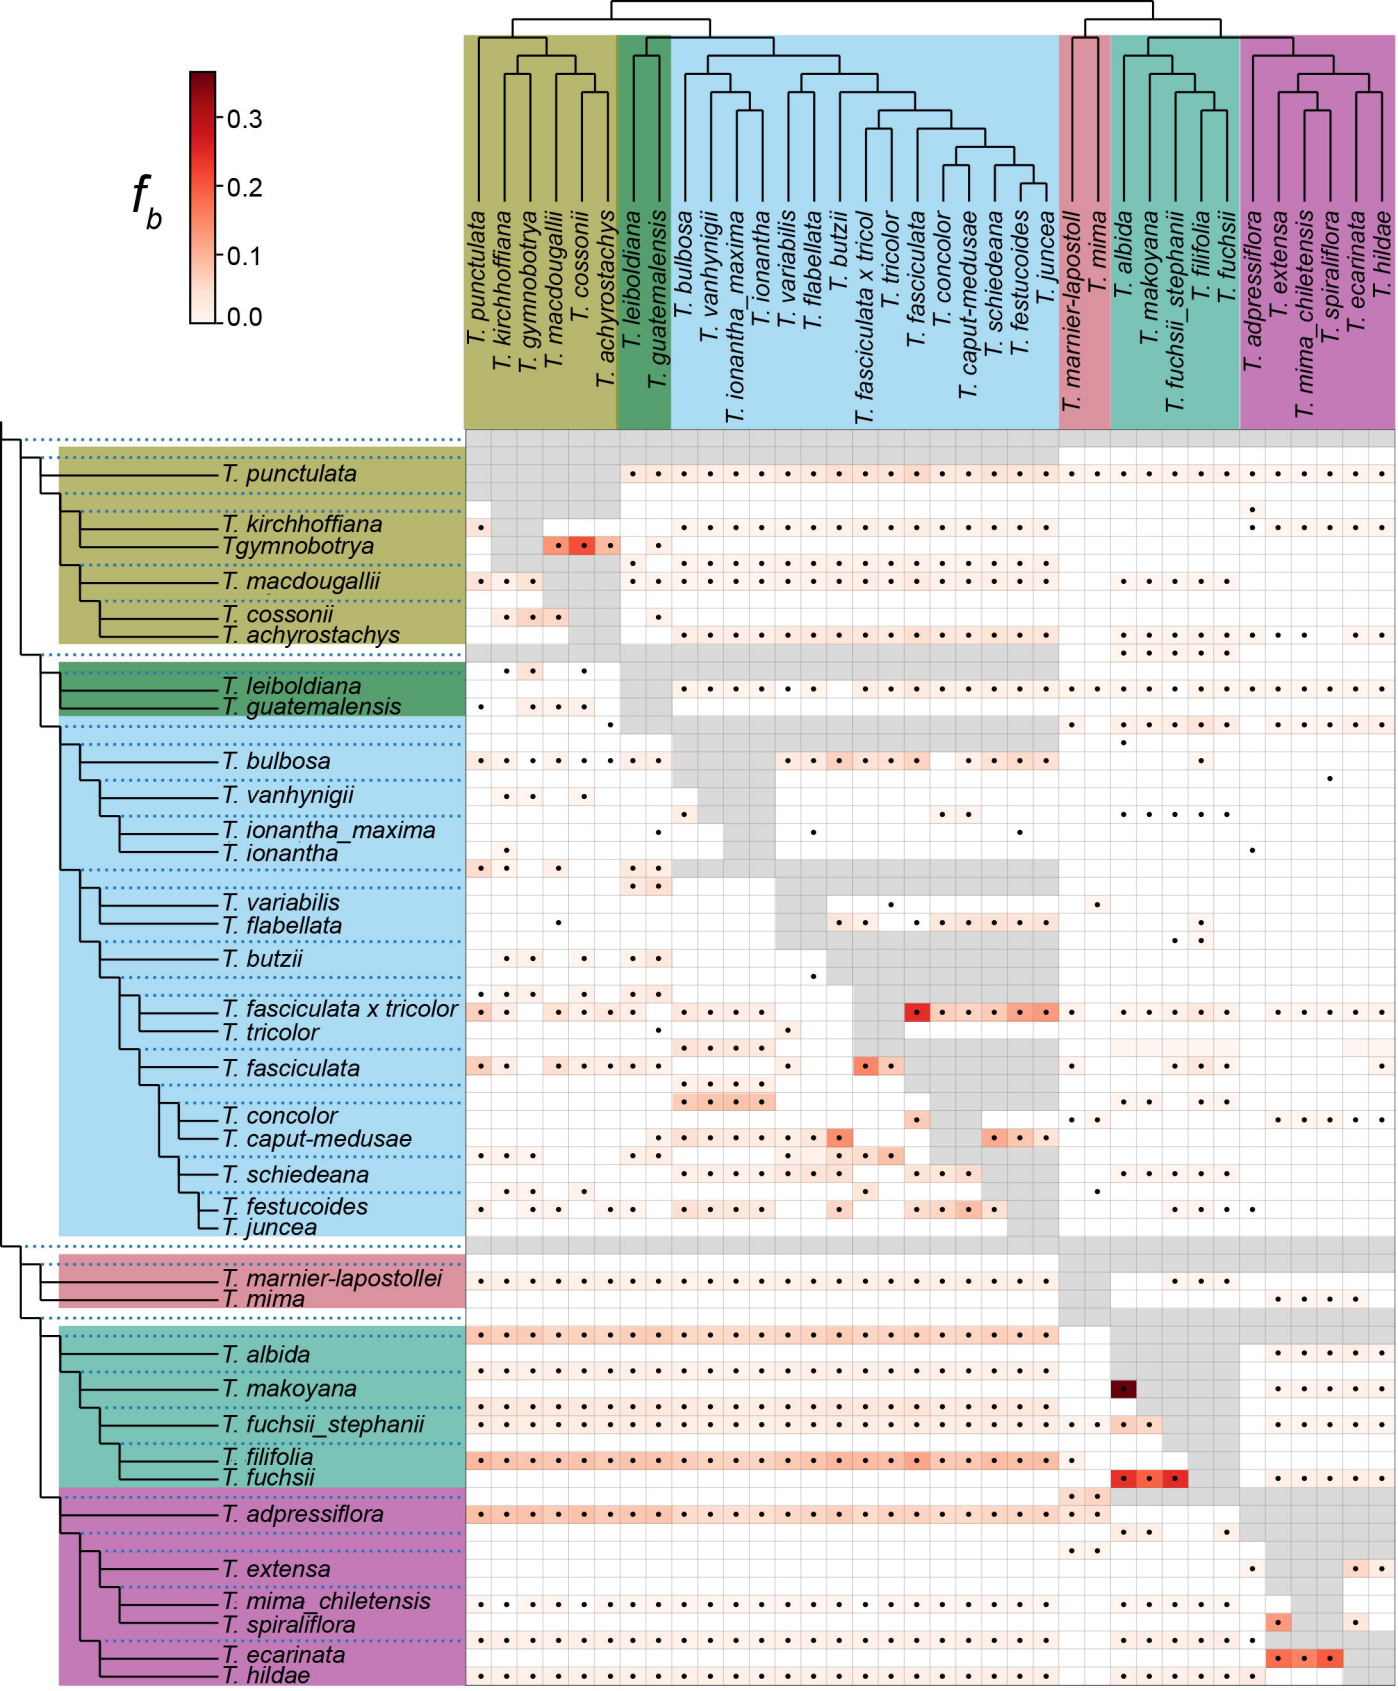 0.3
0.2
0.1
0.0
f_b
T. punctulata
T. kirchhoffiana
T. gymnobotrya
T. macdougallii
T. cossonii
T. achyrostachys
T. leiboldiana
T. guatemalensis
T. bulbosa
T. vanhynigii
T. ionantha_maxima
T. ionantha
T. variabilis
T. flabellata
T. butzii
T. fasciculata x tricol
T. tricolor
T. fasciculata
T. concolor
T. caput-medusae
T. schiedeana
T. festucoides
T. juncea
T. marnier-lapostoll
T. mima
T. albida
T. makoyana
T. fuchsii_stephanii
T. filifolia
T. fuchsii
T. adpressiflora
T. extensa
T. mima_chiletensis
T. spiraliflora
T. ecarinata
T. hildae
T. punctulata
T. kirchhoffiana
Tgymnobotrya
T. macdougallii
T. cossonii
T. achyrostachys
T. leiboldiana
T. guatemalensis
T. bulbosa
T. vanhynigii
T. ionantha_maxima
T. ionantha
T. variabilis
T. flabellata
T. butzii
T. fasciculata x tricolor
T. tricolor
T. fasciculata
T. concolor
T. caput-medusae
T. schiedeana
T. festucoides
T. juncea
T. marnier-lapostollei
T. mima
T. albida
T. makoyana
T. fuchsii_stephanii
T. filifolia
T. fuchsii
T. adpressiflora
T. extensa
T. mima_chiletensis
T. spiraliflora
T. ecarinata
T. hildae